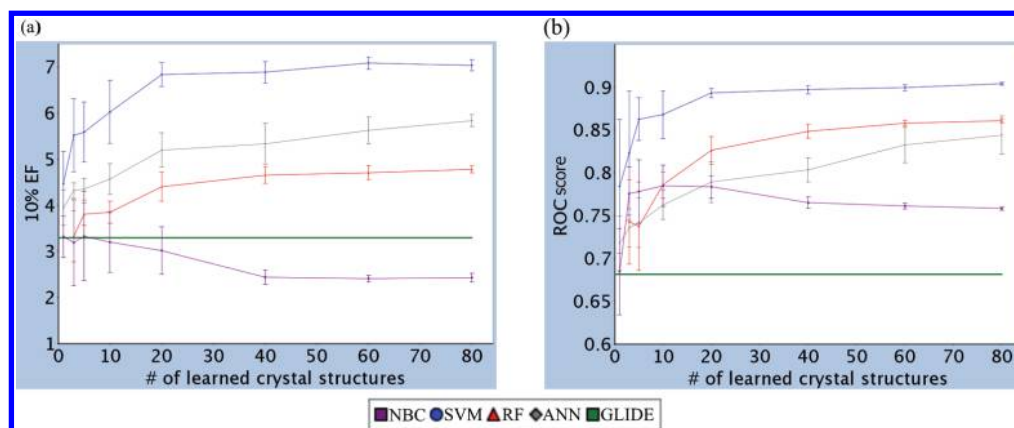 (a)
7
6
5
4
3
2
1
10% EF
0 10 20 30 40 50 60 70 80
# of learned crystal structures
(b)
0.9
0.85
0.8
0.75
0.7
0.65
0.6
ROC score
0 10 20 30 40 50 60 70 80
# of learned crystal structures
NBC SVM RF ANN GLIDE